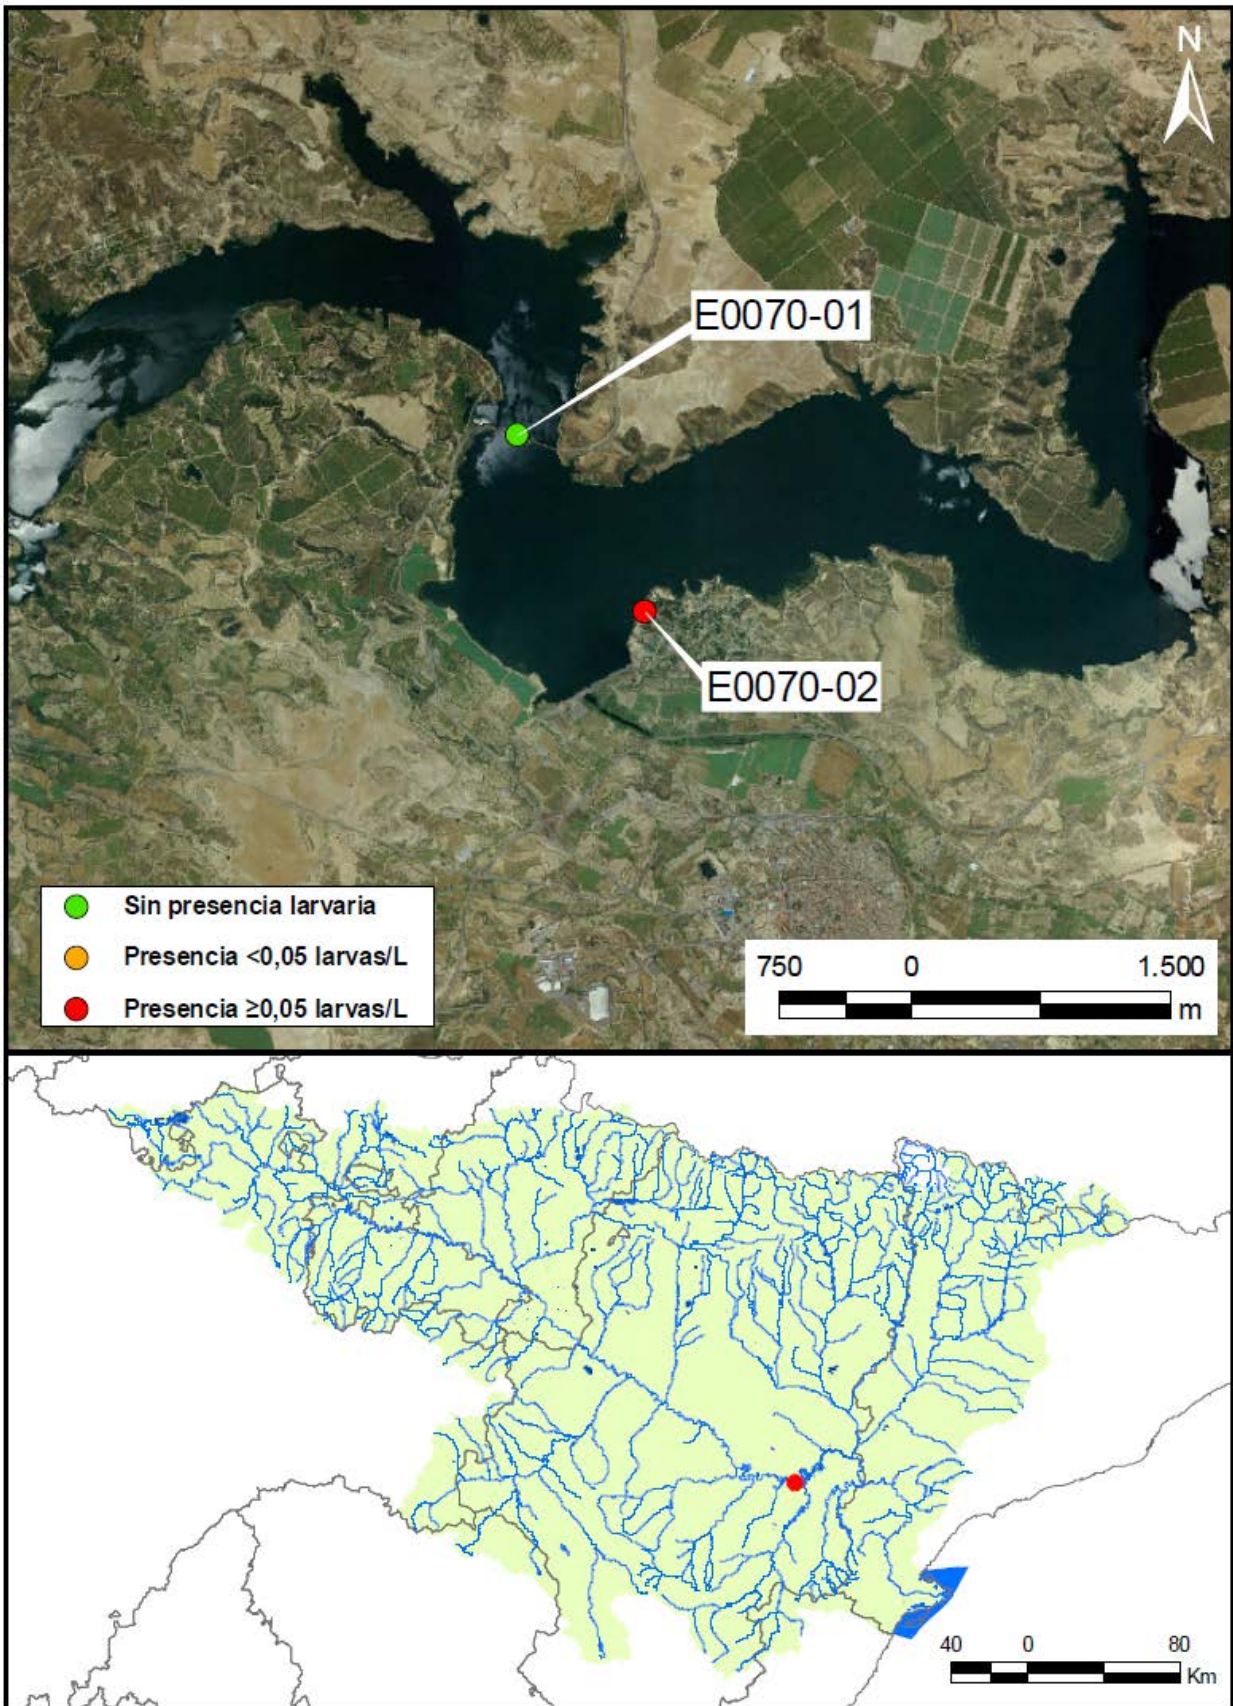 N
E0070-01
E0070-02
Sin presencia larvaria
Presencia <0,05 larvas/L
Presencia ≥0,05 larvas/L
750 0 1.500
m
40 0 80
Km